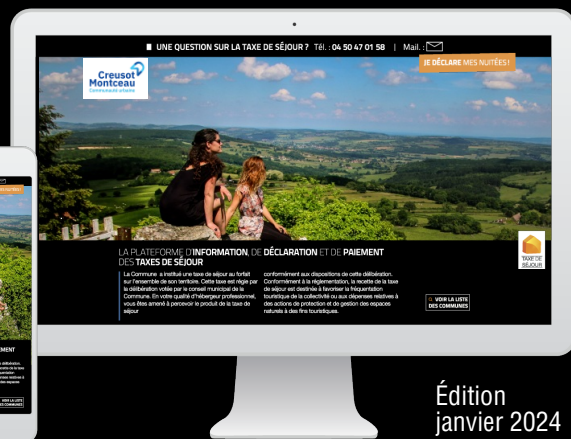 UNE QUESTION SUR LA TAXE DE SÉJOUR ? Tél. : 04 50 47 01 58 | Mail. :
JE DÉCLARE MES NUITÉES !
Creusot
Montceau
Communauté urbaine
LA PLATEFORME D'INFORMATION, DE DÉCLARATION ET DE PAIEMENT
DES TAXES DE SÉJOUR
La Commune a institué une taxe de séjour au forfait
sur l'ensemble de son territoire. Cette taxe est régie par
la délibération votée par le conseil municipal de la
Commune. En votre qualité d'hébergeur professionnel,
vous êtes amené à percevoir le produit de la taxe de
séjour
conformément aux dispositions de cette délibération.
Conformément à la réglementation, la recette de la taxe
de séjour est destinée à favoriser la fréquentation
touristique de la collectivité ou aux dépenses relatives à
des actions de protection et de gestion des espaces
naturels à des fins touristiques.
TAXE DE
SÉJOUR
VOIR LA LISTE
DES COMMUNES
VOIR LA LISTE
DES COMMUNES
Édition
janvier 2024